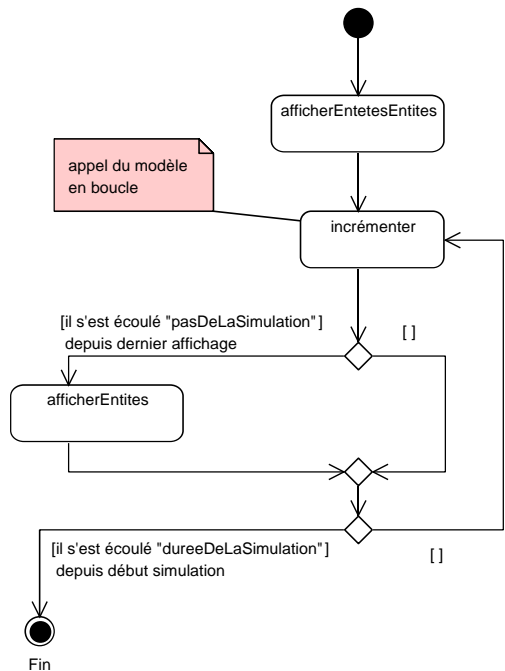 afficherEntetesEntites
appel du modèle
en boucle
incrémenter
[il s'est écoulé "pasDeLaSimulation"]
depuis dernier affichage
[ ]
afficherEntites
[il s'est écoulé "dureeDeLaSimulation"]
depuis début simulation
[ ]
Fin